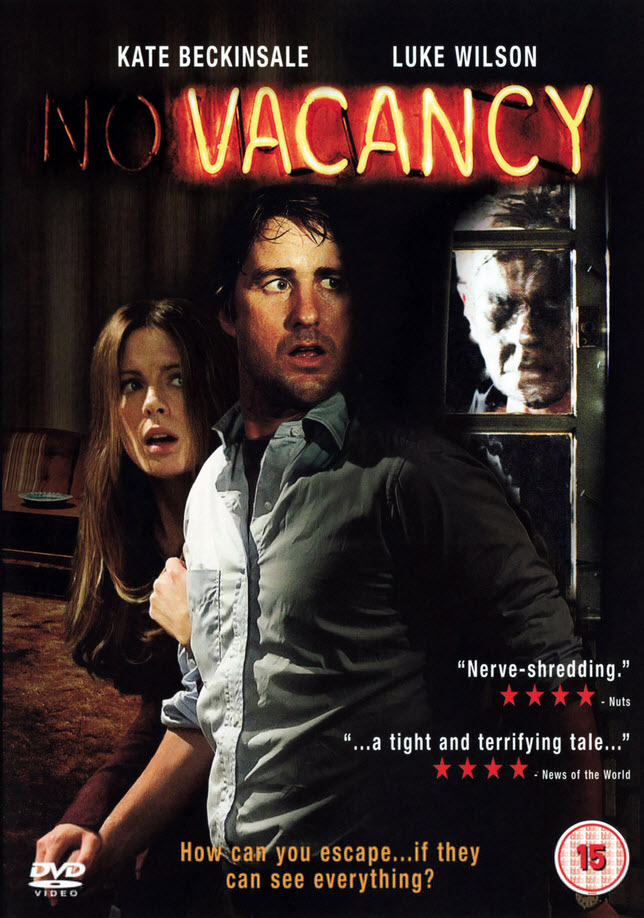 KATE BECKINSALE LUKE WILSON
NO VACANCY
“Nerve-shredding.”
★★★★ - Nuts
“...a tight and terrifying tale...”
★★★★ - News of the World
How can you escape...if they
can see everything?
DVD
VIDEO
15